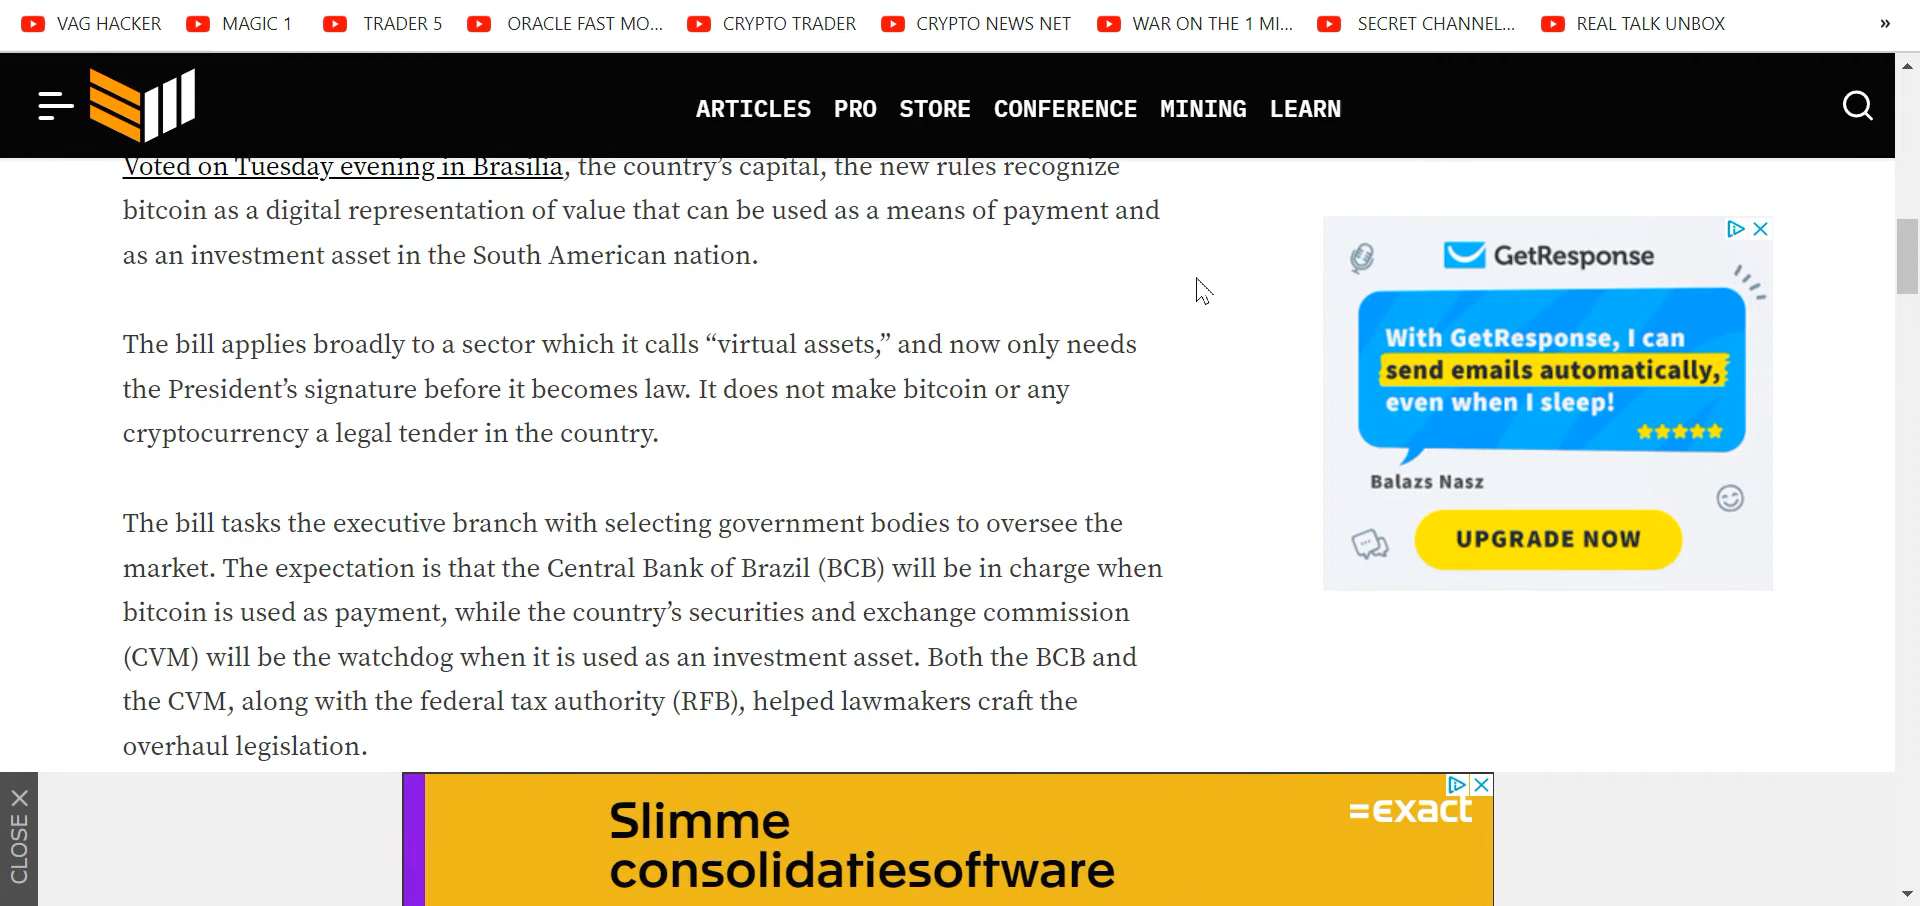 VAG HACKER MAGIC 1 TRADER 5 ORACLE FAST MO... CRYPTO TRADER CRYPTO NEWS NET WAR ON THE 1 MI... SECRET CHANNEL... REAL TALK UNBOX »
ARTICLES PRO STORE CONFERENCE MINING LEARN
Voted on Tuesday evening in Brasilia, the country's capital, the new rules recognize
bitcoin as a digital representation of value that can be used as a means of payment and
as an investment asset in the South American nation.
The bill applies broadly to a sector which it calls “virtual assets,” and now only needs
the President's signature before it becomes law. It does not make bitcoin or any
cryptocurrency a legal tender in the country.
The bill tasks the executive branch with selecting government bodies to oversee the
market. The expectation is that the Central Bank of Brazil (BCB) will be in charge when
bitcoin is used as payment, while the country's securities and exchange commission
(CVM) will be the watchdog when it is used as an investment asset. Both the BCB and
the CVM, along with the federal tax authority (RFB), helped lawmakers craft the
overhaul legislation.
GetResponse
With GetResponse, I can
send emails automatically,
even when I sleep!
Balazs Nasz
UPGRADE NOW
CLOSE X
Slimme
consolidatiesoftware
=exact